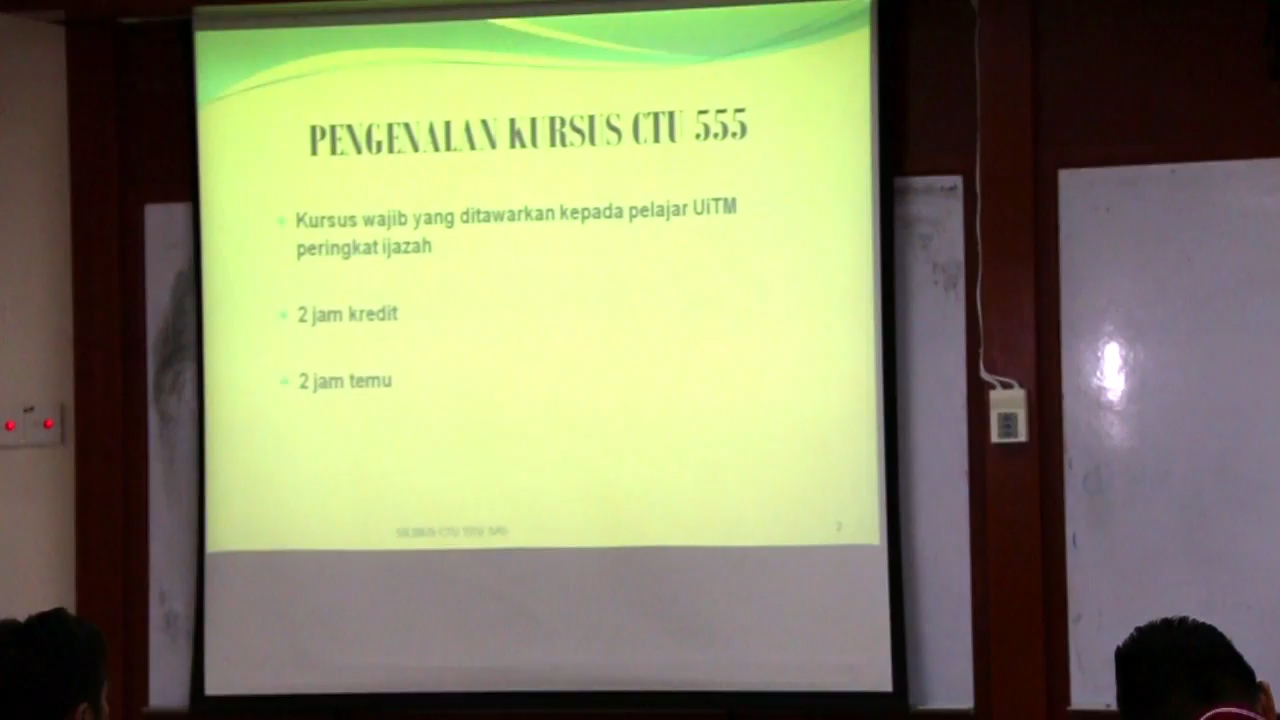 PENGENALAN KURSUS CTU 555
Kursus wajib yang ditawarkan kepada pelajar UiTM
peringkat ijazah
2 jam kredit
2 jam temu
2